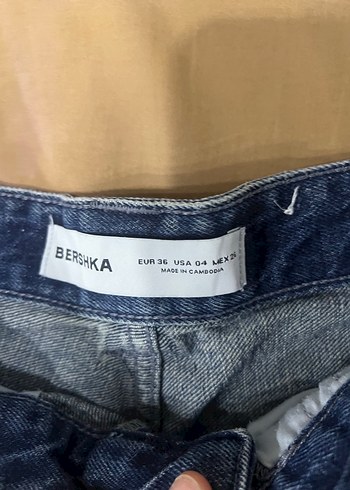 BERSHKA
EUR 36 USA 04 MEX 26
MADE IN CAMBODIA